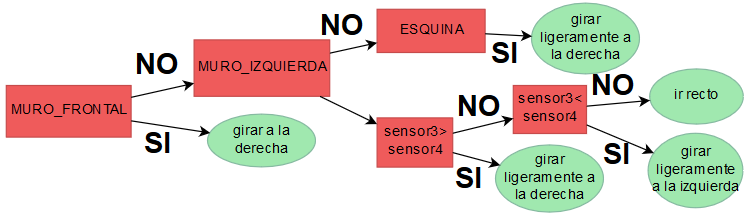 MURO_FRONTAL
NO
SI
girar a la
derecha
MURO_IZQUIERDA
NO
ESQUINA
SI
girar
ligeramente a
la derecha
sensor3>
sensor4
NO
SI
girar
ligeramente a
la derecha
sensor3<
sensor4
NO
ir recto
SI
girar
ligeramente
a la izquierda